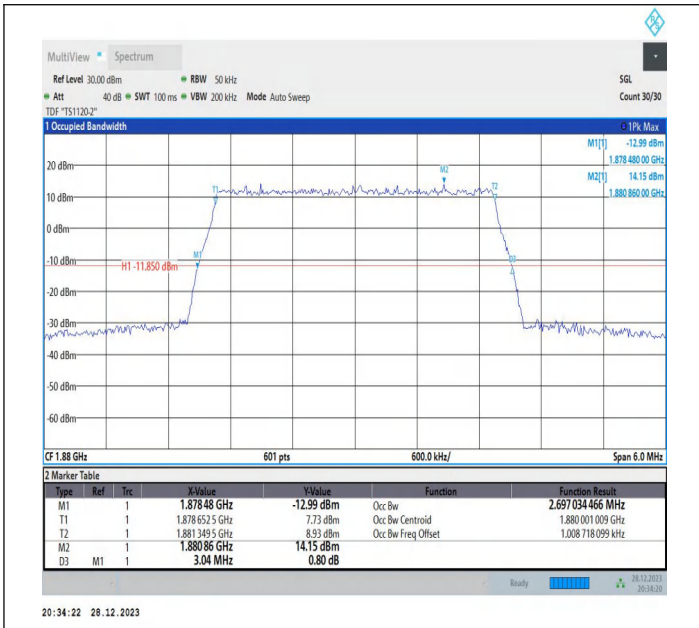 MultiView Spectrum
Ref Level 30.00 dBm RBW 50 kHz SGL
Att 40 dB SWT 100 ms VBW 200 kHz Mode Auto Sweep Count 30/30
TDF "TS1120-2"
1 Occupied Bandwidth 1Pk Max
M1[1] -12.99 dBm
1.878 480 00 GHz
M2[1] 14.15 dBm
1.880 860 00 GHz
20 dBm
M2
T1
T2
10 dBm
0 dBm
M1
D3
-10 dBm
H1 -11.850 dBm
-20 dBm
-30 dBm
-40 dBm
-50 dBm
-60 dBm
CF 1.88 GHz 601 pts 600.0 kHz/ Span 6.0 MHz
2 Marker Table
Type Ref Trc X-Value Y-Value Function Function Result
M1 1 1.878 48 GHz -12.99 dBm Occ Bw 2.697 034 466 MHz
T1 1 1.878 652 5 GHz 7.73 dBm Occ Bw Centroid 1.880 001 009 GHz
T2 1 1.881 349 5 GHz 8.93 dBm Occ Bw Freq Offset 1.008 718 099 kHz
M2 1 1.880 86 GHz 14.15 dBm
D3 M1 1 3.04 MHz 0.80 dB
Ready 28.12.2023
20:34:20
20:34:22 28.12.2023